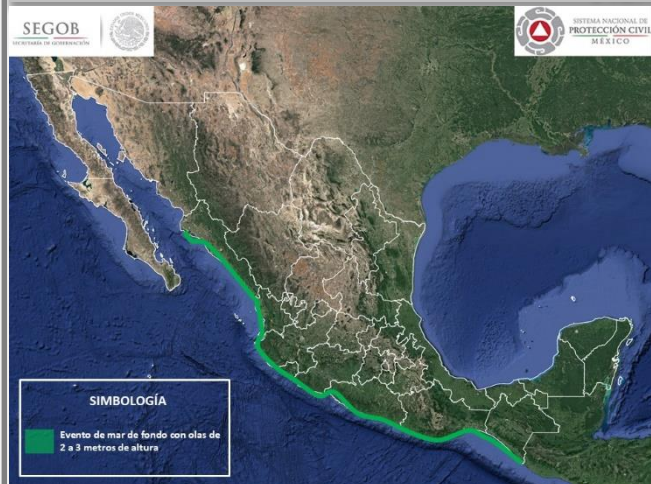 SEGOB
SECRETARÍA DE GOBERNACIÓN
SISTEMA NACIONAL DE
PROTECCIÓN CIVIL
MÉXICO
SIMBOLOGÍA
Evento de mar de fondo con olas de
2 a 3 metros de altura